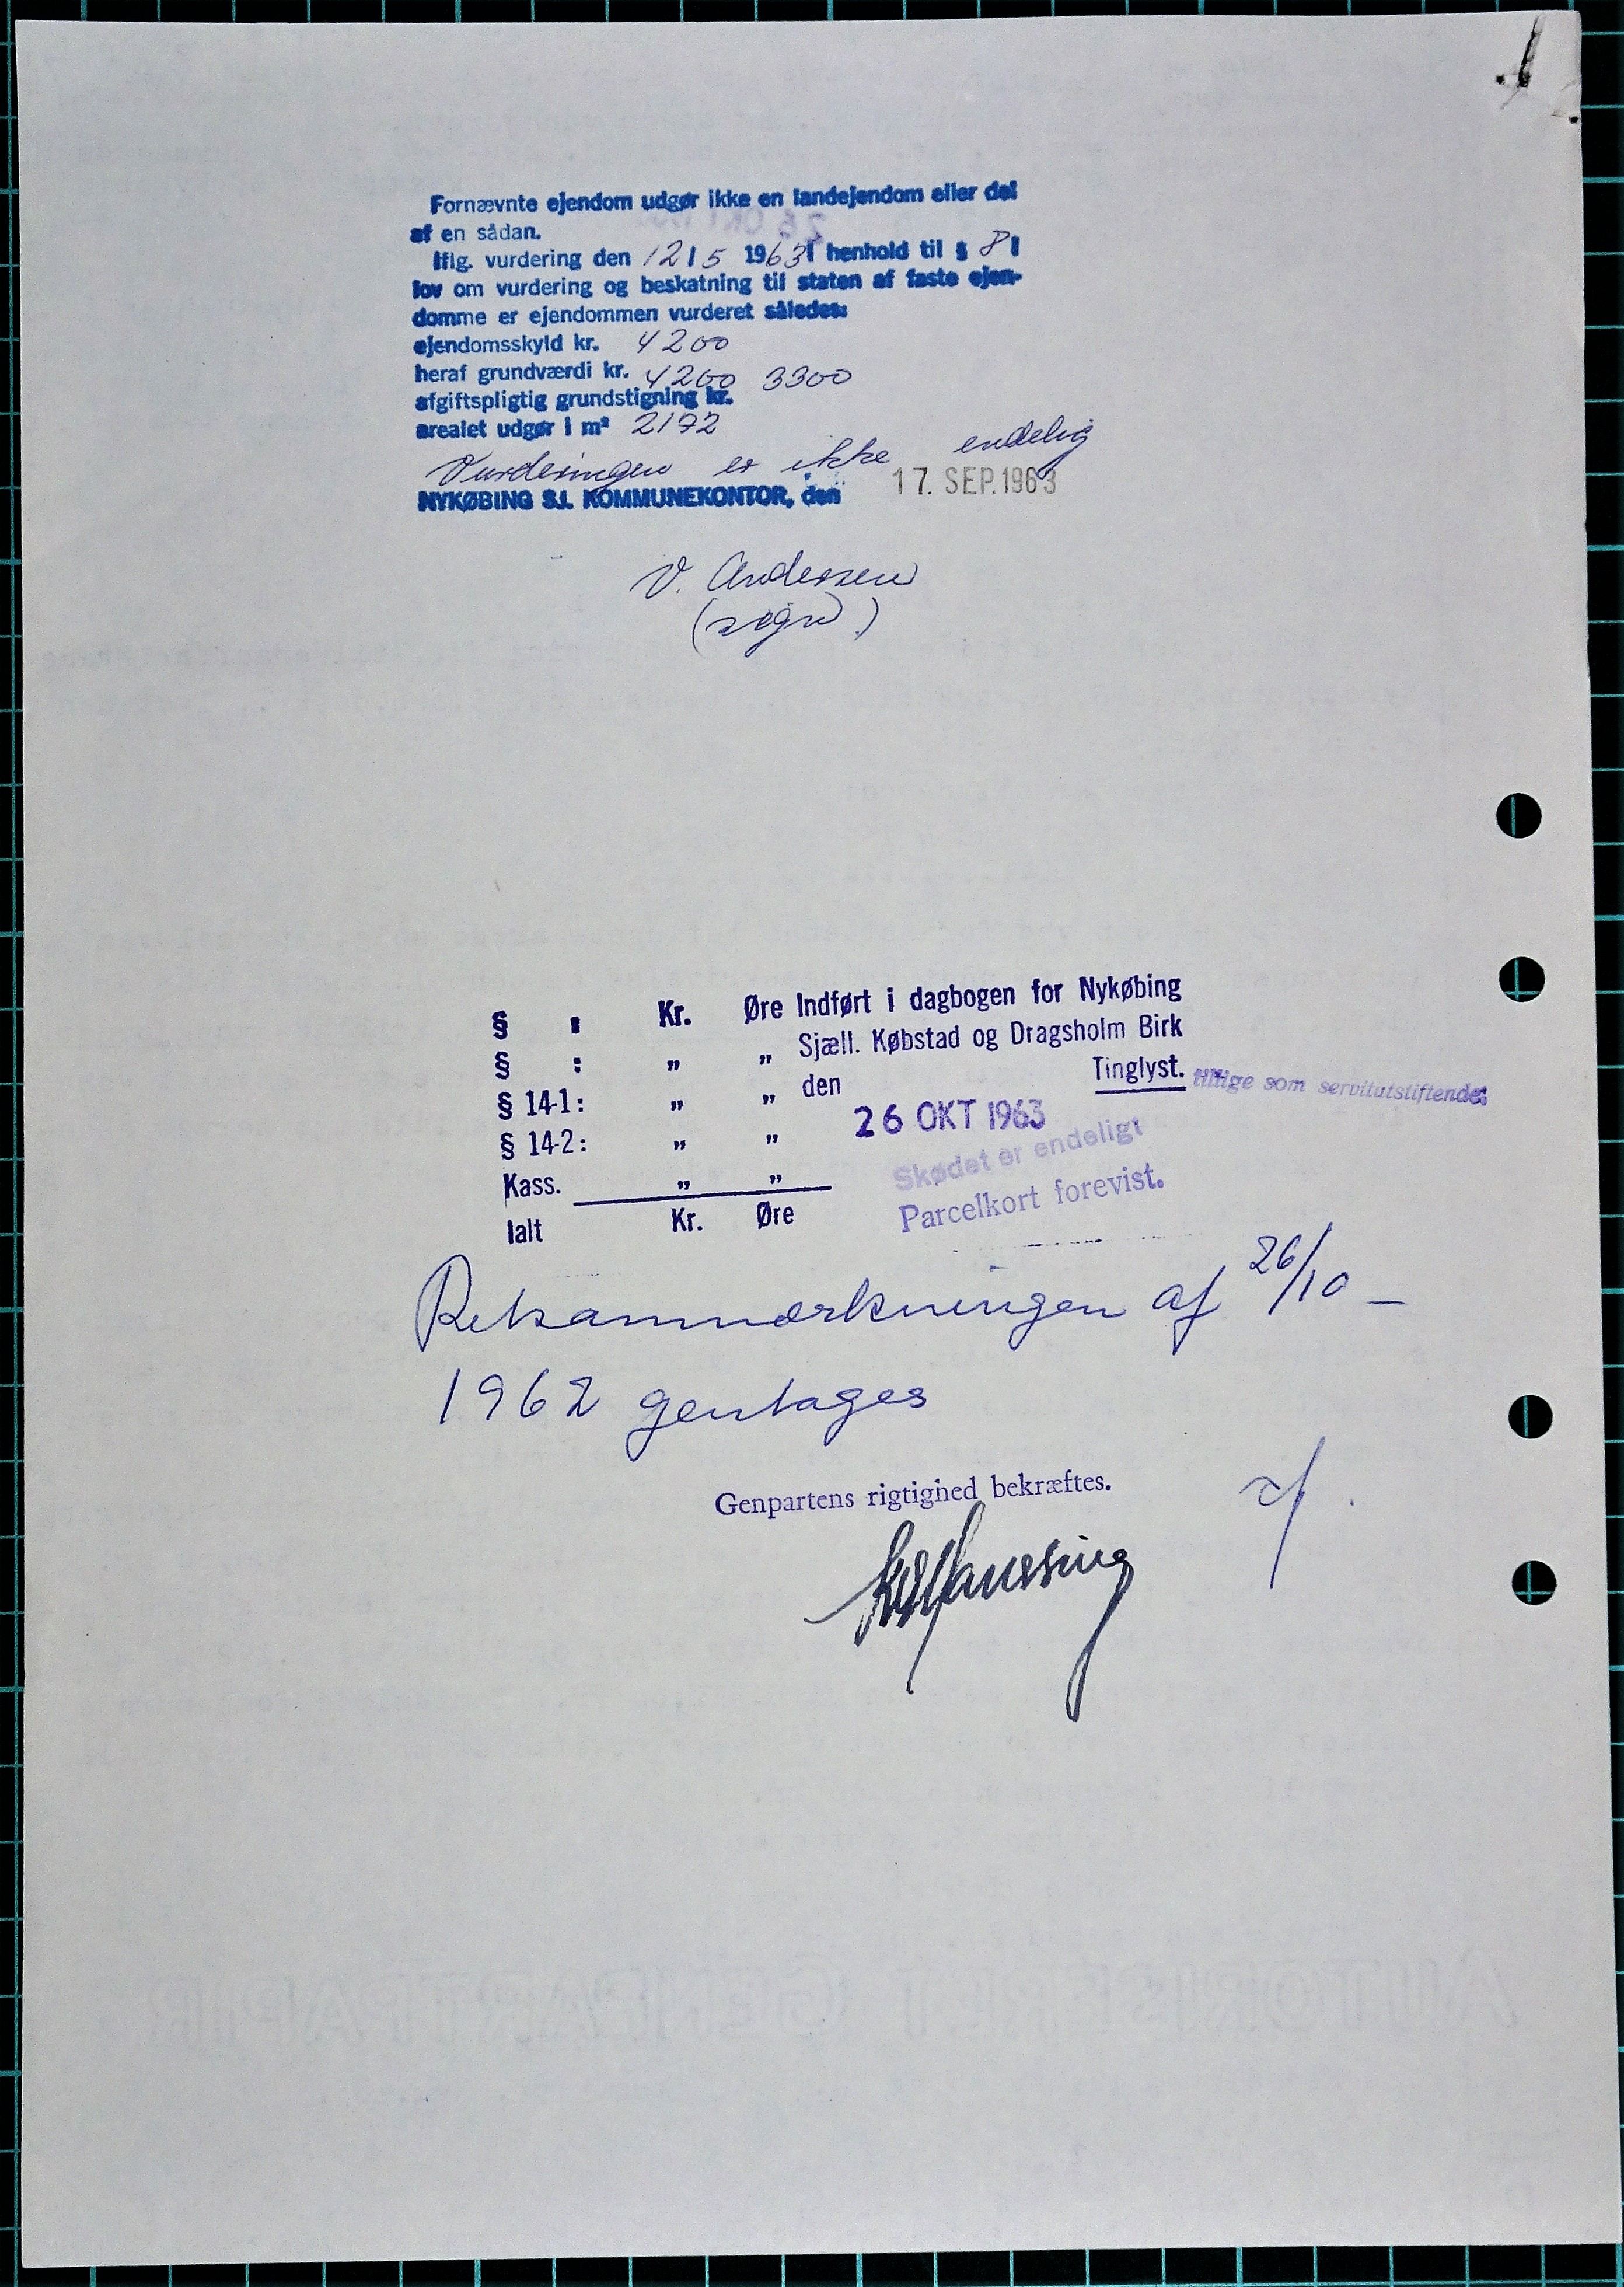 Fornævnte ejendom udgør ikke en landejendom eller del
af en sådan.
Iflg. vurdering den 12/5 1963 i henhold til § 8 i
lov om vurdering og beskatning til staten af faste ejen-
domme er ejendommen vurderet således:
ejendomsskyld kr. 4200
heraf grundværdi kr. 4200 3300
afgiftspligtig grundstigning kr.
arealet udgør i m² 2192
Vurderingen er ikke endelig
NYKØBING SJ. KOMMUNEKONTOR, den 17. SEP. 1963
V. Andersen
(sign.)
§ : Kr. Øre Indført i dagbogen for Nykøbing
§ : " " Sjæll. Købstad og Dragsholm Birk
§ 14-1: " " den Tinglyst. tillige som servitutstiftende:
§ 14-2: " " 26 OKT 1963
Skødet er endeligt
Kass. " "
Parcelkort forevist.
Ialt Kr. Øre
Retsanmærkningen af 26/10 -
1962 gentages
Genpartens rigtighed bekræftes.